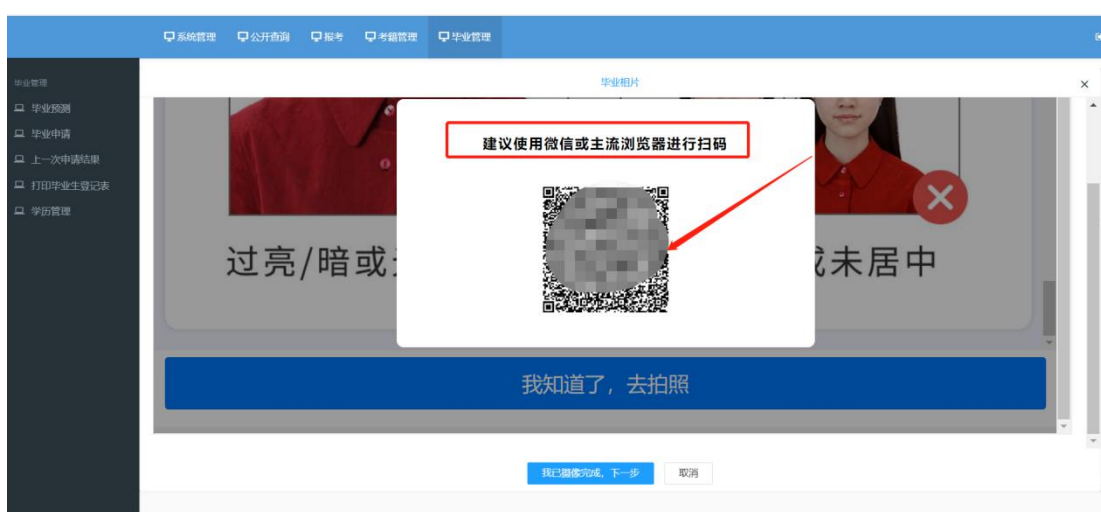 系统管理 公开查询 报考 考籍管理 毕业管理
毕业管理
毕业预测
毕业申请
上一次申请结果
打印毕业生登记表
学历管理
毕业相片
建议使用微信或主流浏览器进行扫码
过亮/暗或
或未居中
我知道了，去拍照
我已摄像完成，下一步 取消